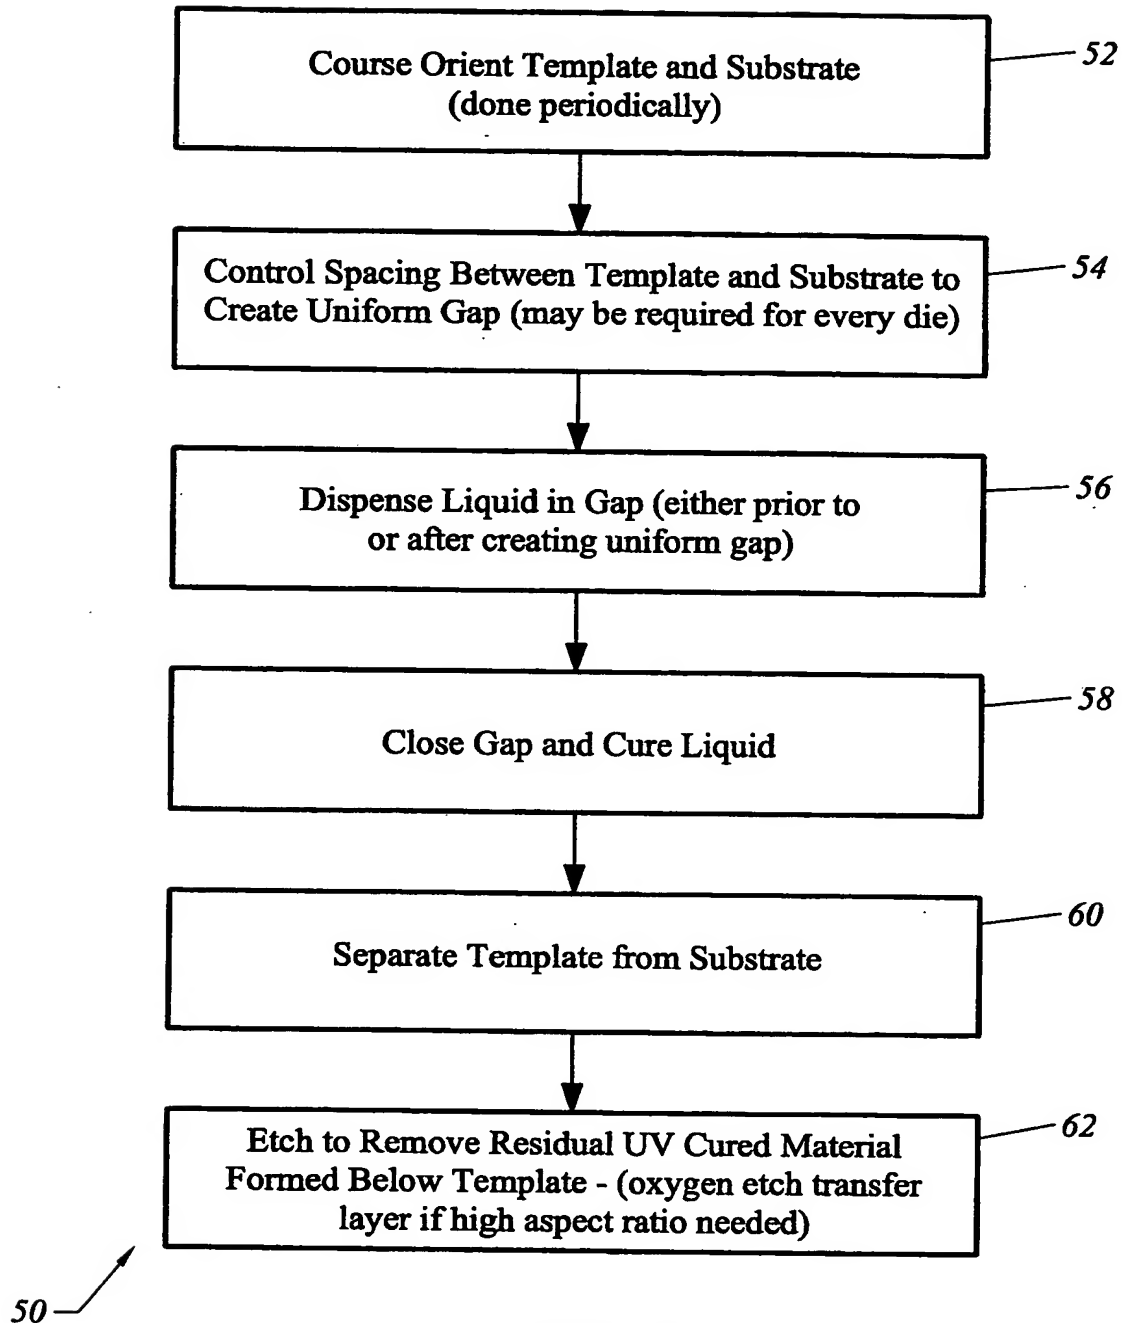 Course Orient Template and Substrate
(done periodically)
52
Control Spacing Between Template and Substrate to
Create Uniform Gap (may be required for every die)
54
Dispense Liquid in Gap (either prior to
or after creating uniform gap)
56
Close Gap and Cure Liquid
58
Separate Template from Substrate
60
Etch to Remove Residual UV Cured Material
Formed Below Template - (oxygen etch transfer
layer if high aspect ratio needed)
62
50